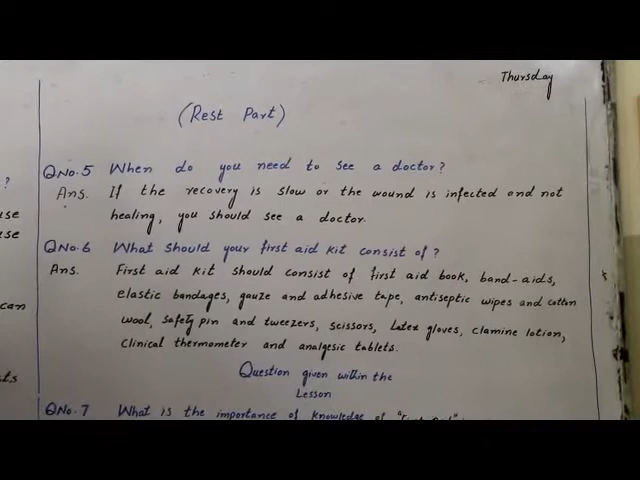 Thursday
(Rest Part)
?
QNo.5 When do you need to see a doctor?
Ans. If the recovery is slow or the wound is infected and not
healing, you should see a doctor.
use
use
QNo.6 What should your first aid kit consist of?
Ans. First aid kit should consist of first aid book, band-aids,
elastic bandages, gauze and adhesive tape, antiseptic wipes and cotton
can
wool, safety pin and tweezers, scissors, Latex gloves, clamine lotion,
clinical thermometer and analgesic tablets.
Question given within the
Lesson
QNo.7 What is the importance of knowledge of